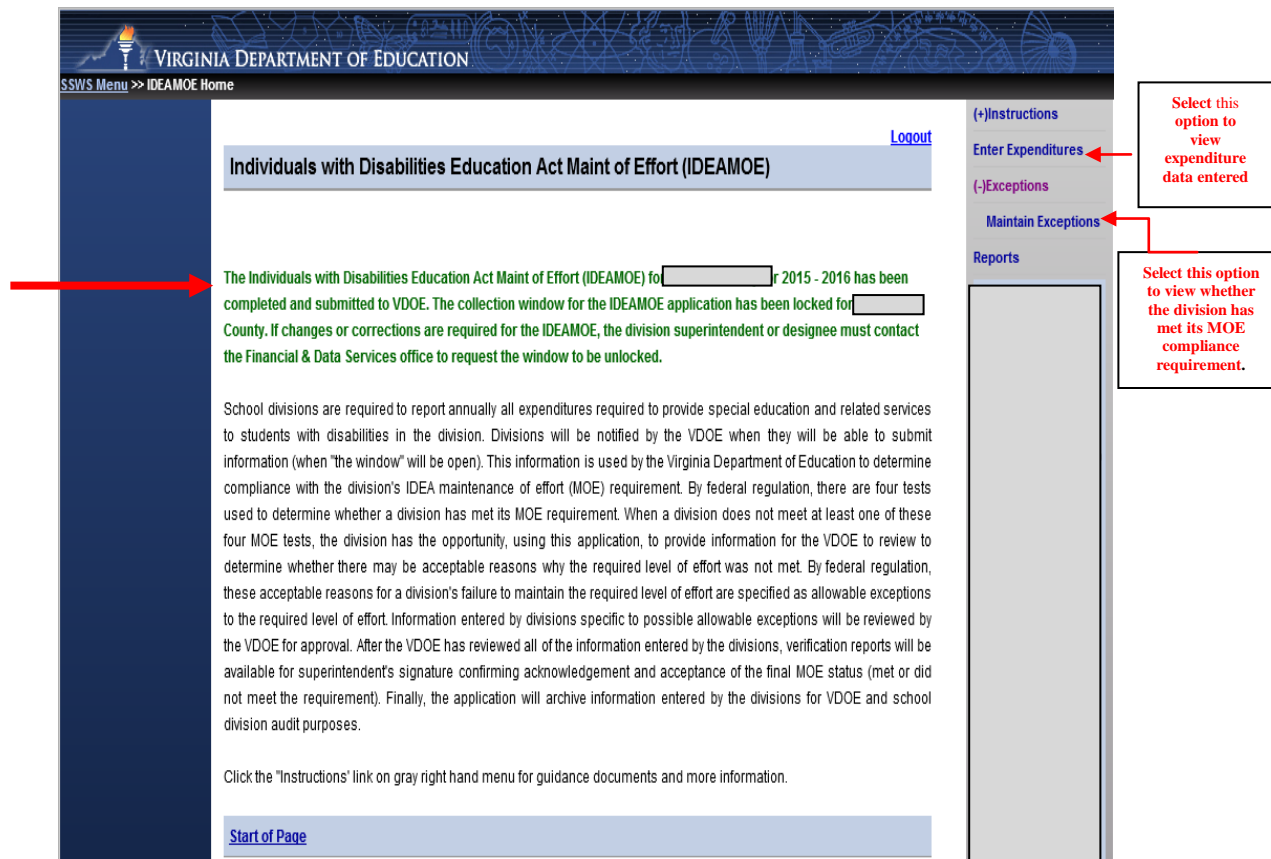 VIRGINIA DEPARTMENT OF EDUCATION
SSWS Menu >> IDEAMOE Home
Logout
Individuals with Disabilities Education Act Maint of Effort (IDEAMOE)
The Individuals with Disabilities Education Act Maint of Effort (IDEAMOE) fo r 2015 - 2016 has been
completed and submitted to VDOE. The collection window for the IDEAMOE application has been locked for
County. If changes or corrections are required for the IDEAMOE, the division superintendent or designee must contact
the Financial & Data Services office to request the window to be unlocked.
School divisions are required to report annually all expenditures required to provide special education and related services
to students with disabilities in the division. Divisions will be notified by the VDOE when they will be able to submit
information (when "the window" will be open). This information is used by the Virginia Department of Education to determine
compliance with the division's IDEA maintenance of effort (MOE) requirement. By federal regulation, there are four tests
used to determine whether a division has met its MOE requirement. When a division does not meet at least one of these
four MOE tests, the division has the opportunity, using this application, to provide information for the VDOE to review to
determine whether there may be acceptable reasons why the required level of effort was not met. By federal regulation,
these acceptable reasons for a division's failure to maintain the required level of effort are specified as allowable exceptions
to the required level of effort. Information entered by divisions specific to possible allowable exceptions will be reviewed by
the VDOE for approval. After the VDOE has reviewed all of the information entered by the divisions, verification reports will be
available for superintendent's signature confirming acknowledgement and acceptance of the final MOE status (met or did
not meet the requirement). Finally, the application will archive information entered by the divisions for VDOE and school
division audit purposes.
Click the "Instructions' link on gray right hand menu for guidance documents and more information.
Start of Page
(+)Instructions
Enter Expenditures
(-)Exceptions
Maintain Exceptions
Reports
Select this
option to
view
expenditure
data entered
Select this option
to view whether
the division has
met its MOE
compliance
requirement.